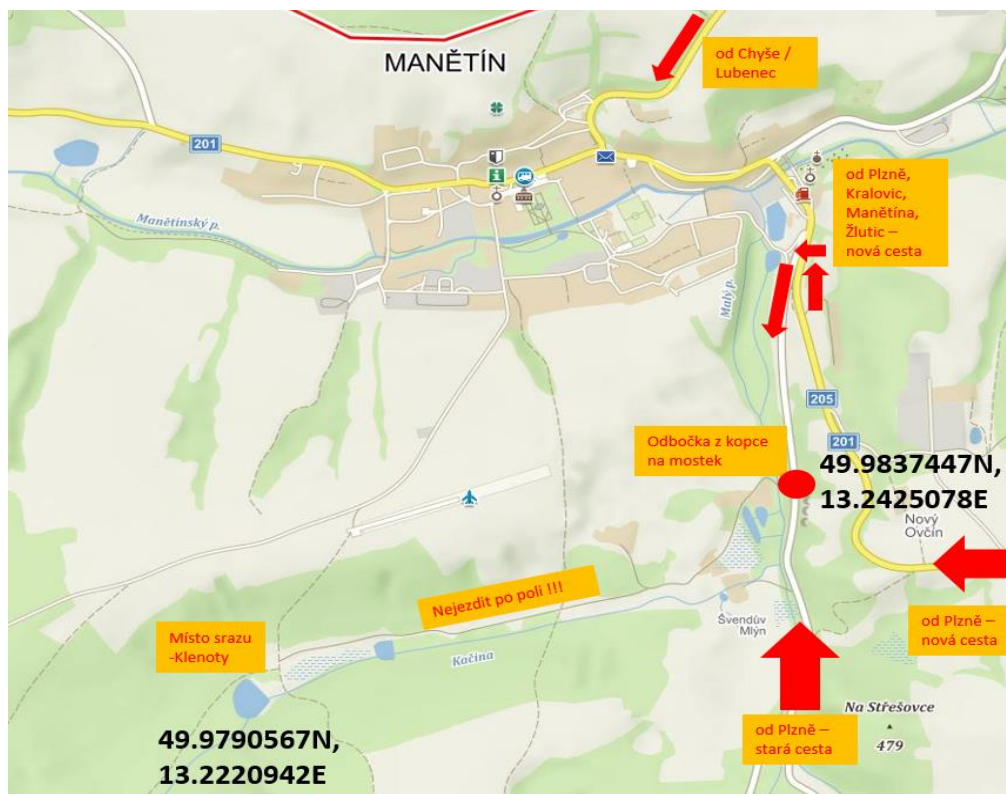 od Chyše /
Lubenec
MANĚTÍN
201
od Plzně,
Kralovic,
Manětína,
Žlutic –
nová cesta
Manětínský p.
Malý p.
205
Odbočka z kopce
na mostek
201
49.9837447N,
13.2425078E
Nový
Ovčín
Nejezdit po poli !!!
od Plzně –
nová cesta
Švendův
Mlýn
Místo srazu
-Klenoty
Kačina
Na Střešovce
479
od Plzně –
stará cesta
49.9790567N,
13.2220942E